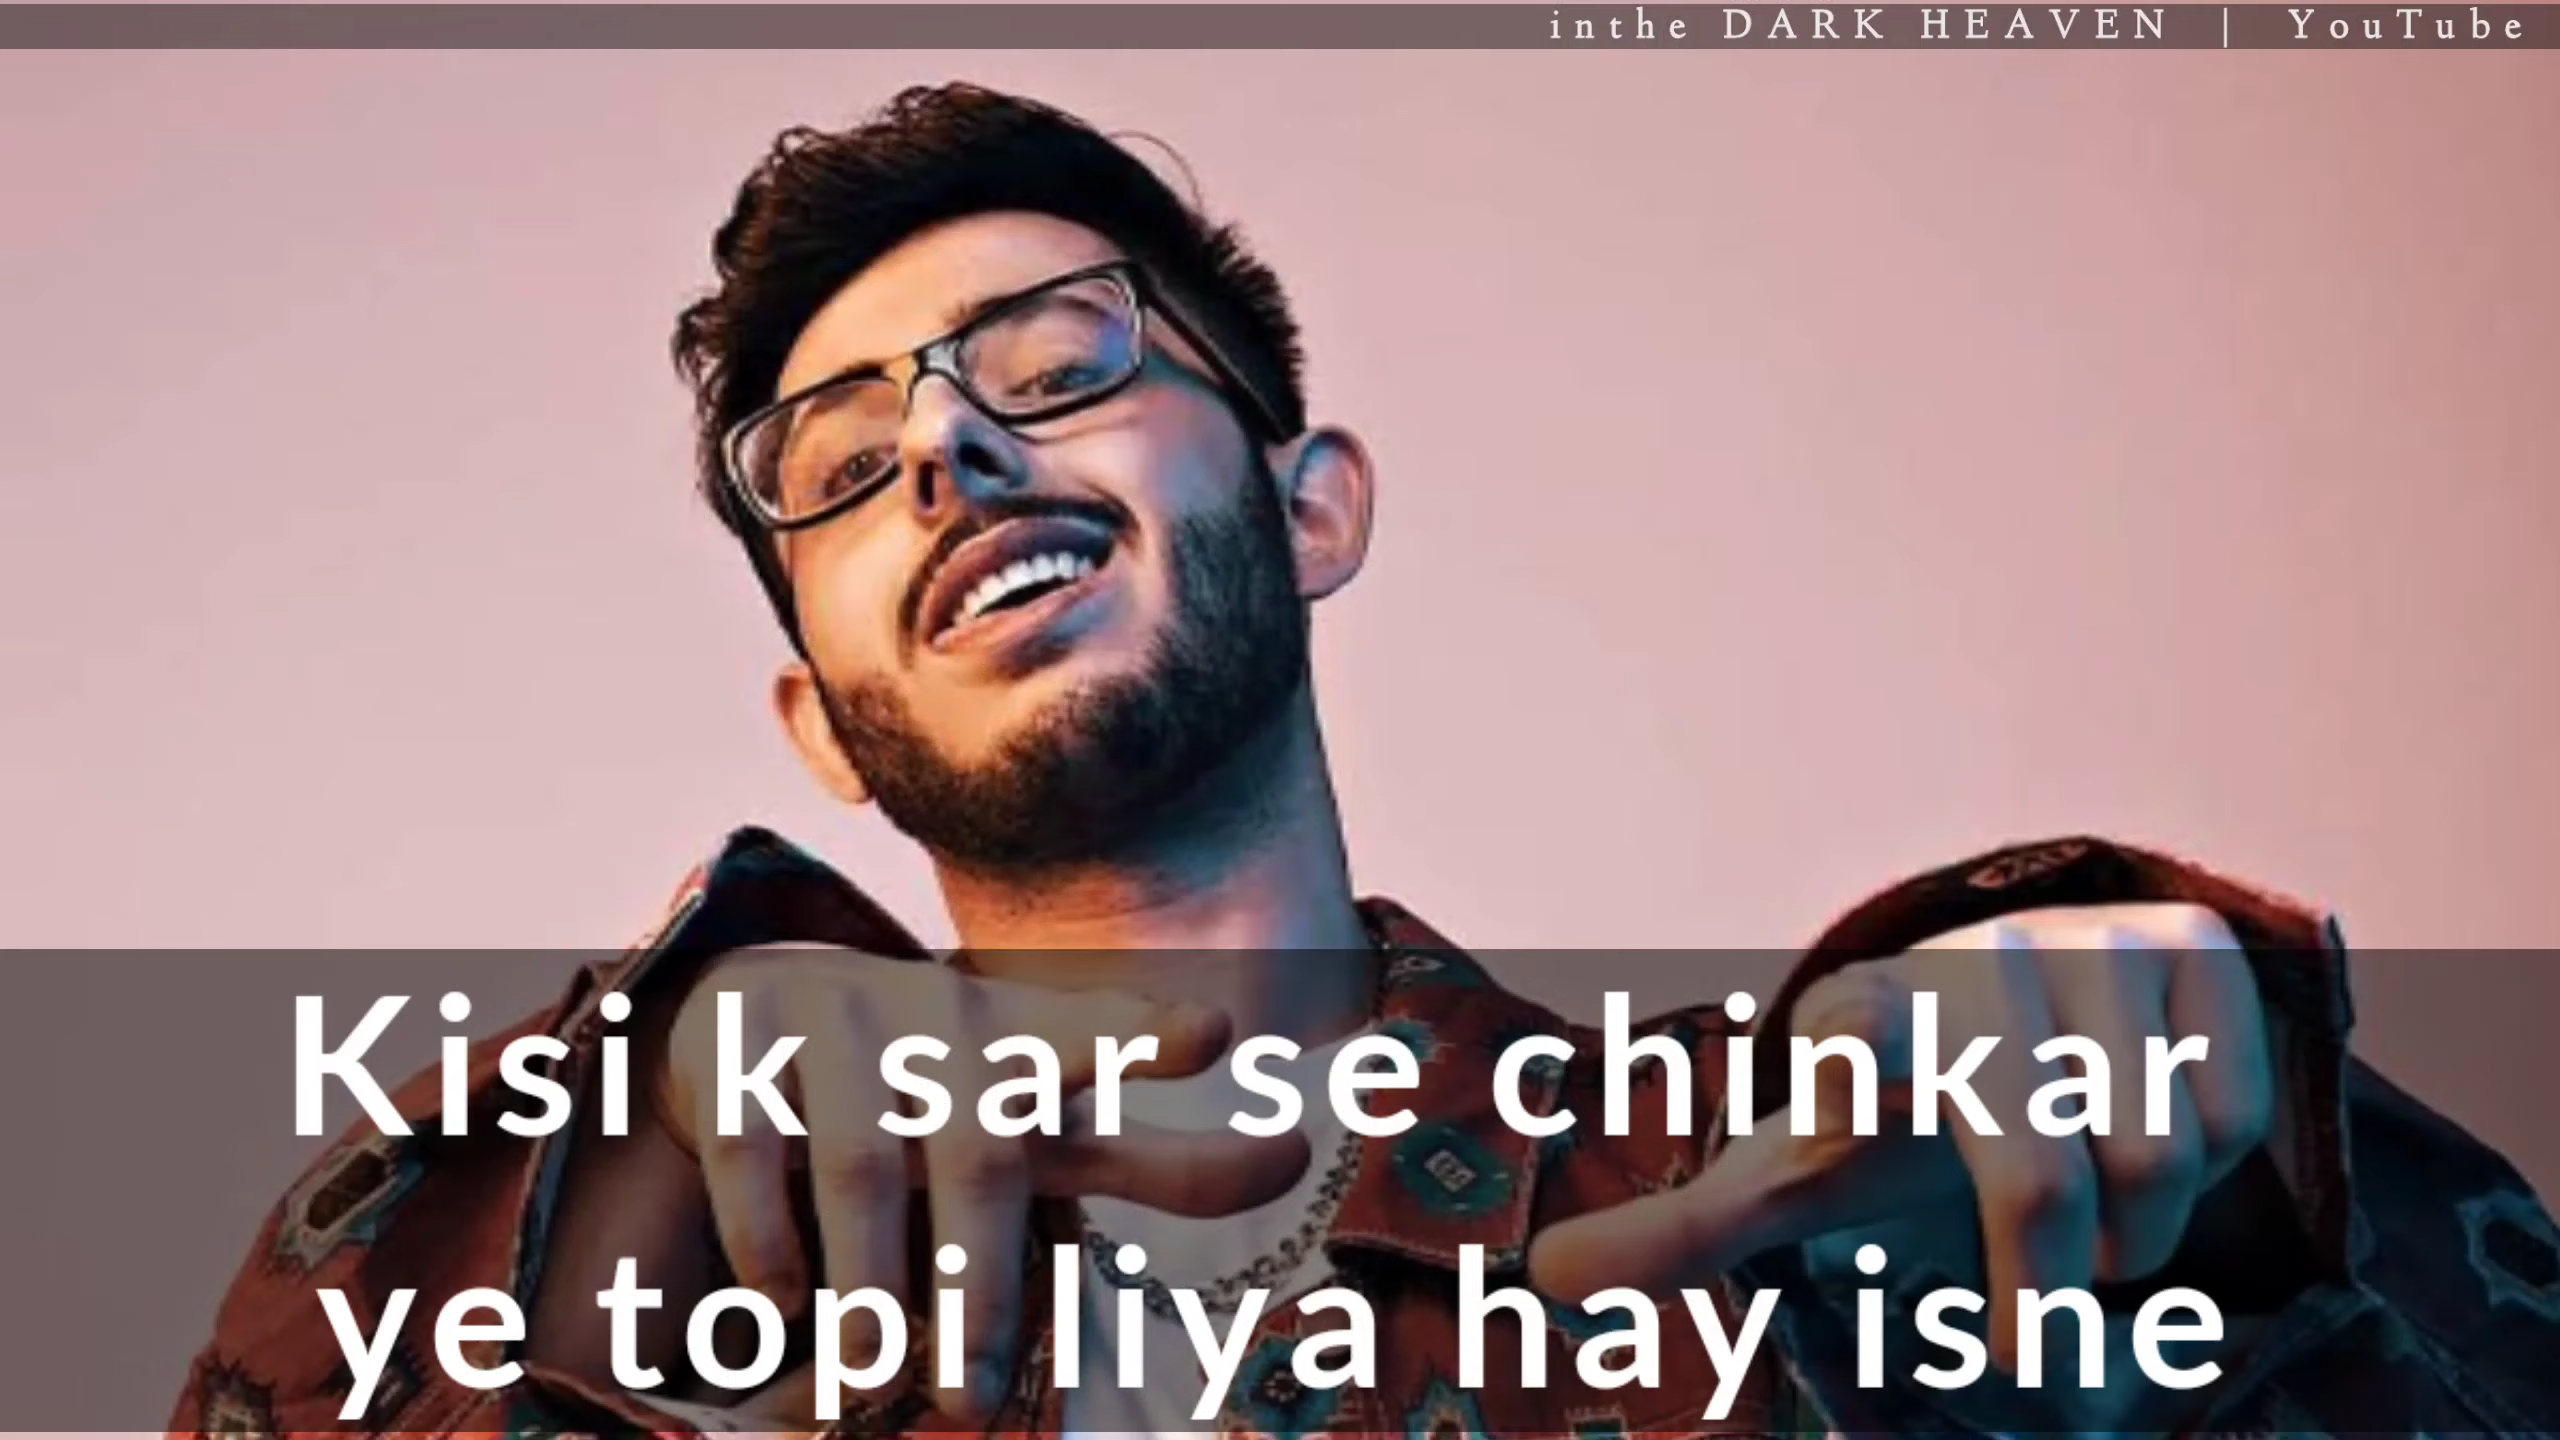 inthe DARK HEAVEN | YouTube
Kisi k sar se chinkar
ye topi liya hay isne